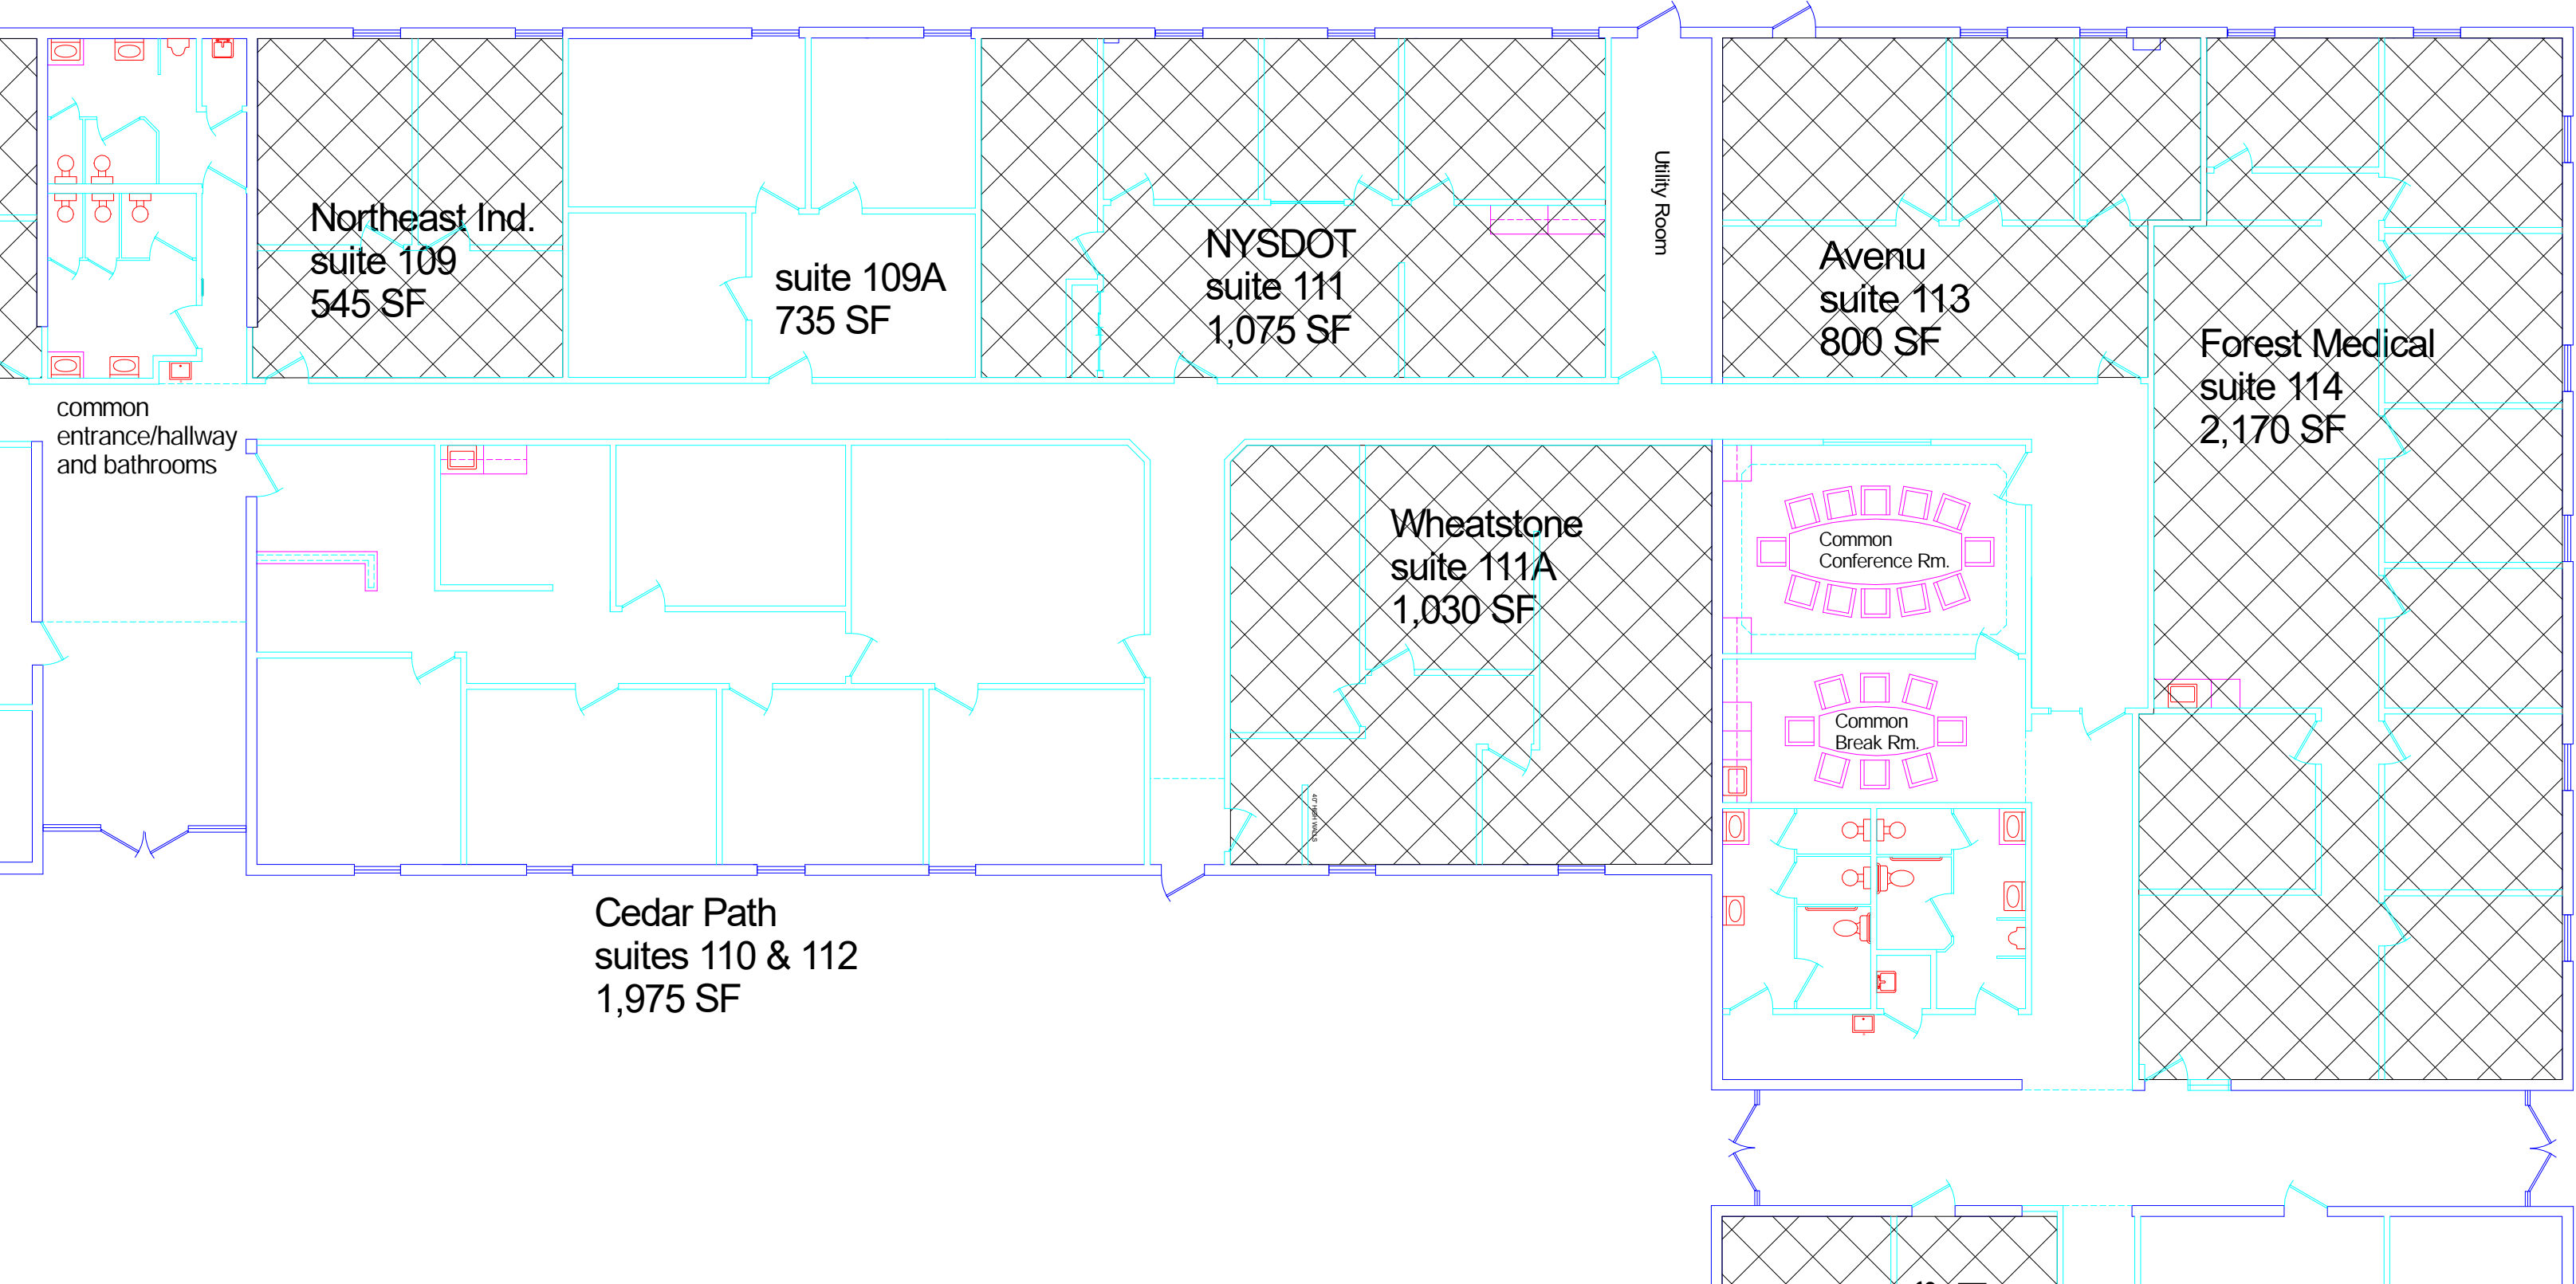 Northeast Ind.
suite 109
545 SF
suite 109A
735 SF
NYSDOT
suite 111
1,075 SF
Utility Room
Avenu
suite 113
800 SF
Forest Medical
suite 114
2,170 SF
common
entrance/hallway
and bathrooms
Wheatstone
suite 111A
1,030 SF
Common
Conference Rm.
Common
Break Rm.
Cedar Path
suites 110 & 112
1,975 SF